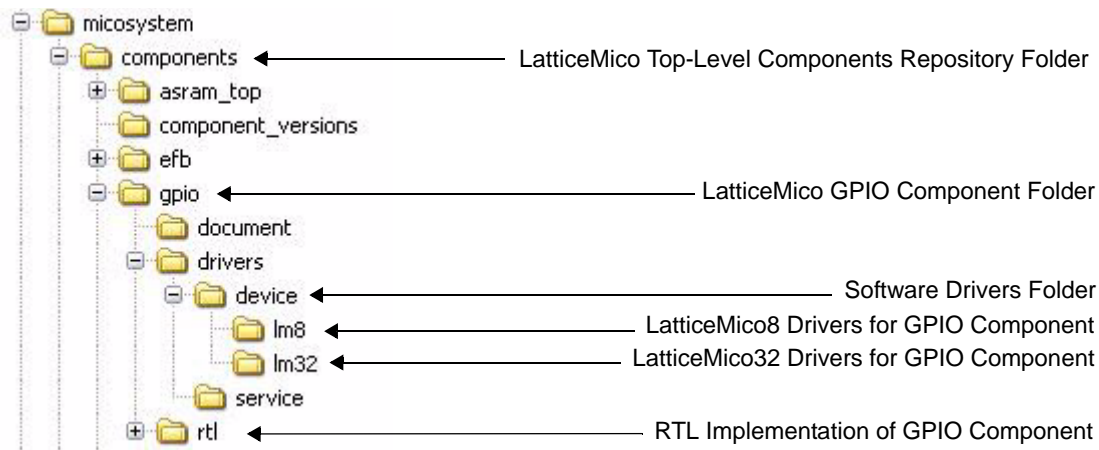 micosystem
components LatticeMico Top-Level Components Repository Folder
asram_top
component_versions
efb
gpio LatticeMico GPIO Component Folder
document
drivers
device Software Drivers Folder
lm8 LatticeMico8 Drivers for GPIO Component
lm32 LatticeMico32 Drivers for GPIO Component
service
rtl RTL Implementation of GPIO Component